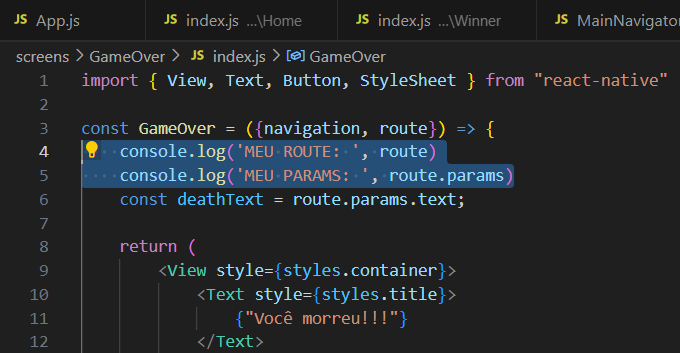 JS App.js JS index.js ...\Home JS index.js ...\Winner JS MainNavigato
screens > GameOver > JS index.js > GameOver
1 import { View, Text, Button, StyleSheet } from "react-native"
2
3 const GameOver = ({navigation, route}) => {
4 console.log('MEU ROUTE: ', route)
5 console.log('MEU PARAMS: ', route.params)
6 const deathText = route.params.text;
7
8 return (
9 <View style={styles.container}>
10 <Text style={styles.title}>
11 {"Você morreu!!!"}
12 </Text>